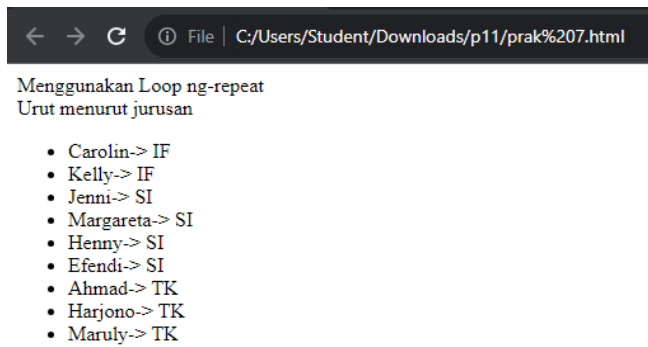 File | C:/Users/Student/Downloads/p11/prak%207.html
Menggunakan Loop ng-repeat
Urut menurut jurusan
• Carolin-> IF
• Kelly-> IF
• Jenni-> SI
• Margareta-> SI
• Henny-> SI
• Efendi-> SI
• Ahmad-> TK
• Harjono-> TK
• Maruly-> TK